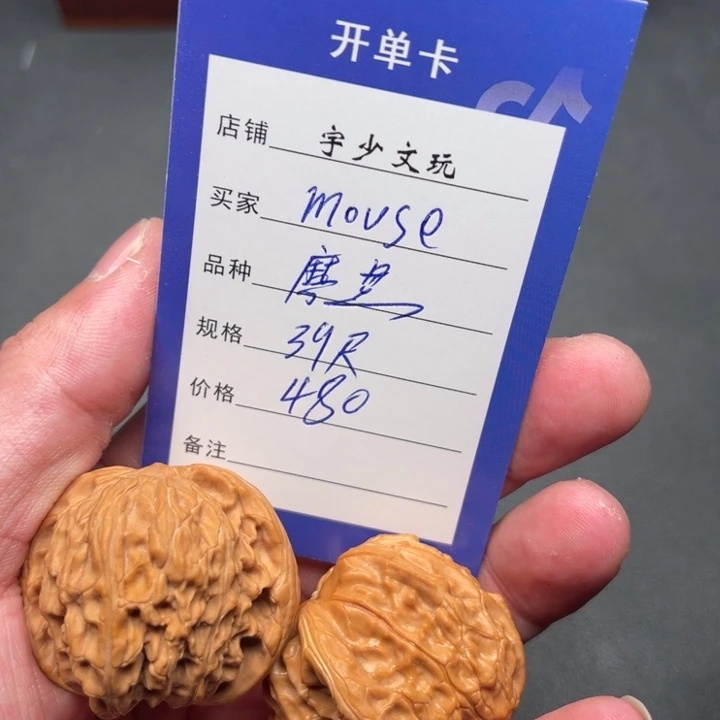 开单卡
店铺 宇少文玩
买家 mouse
品种 磨盘
规格 39R
价格 480
备注